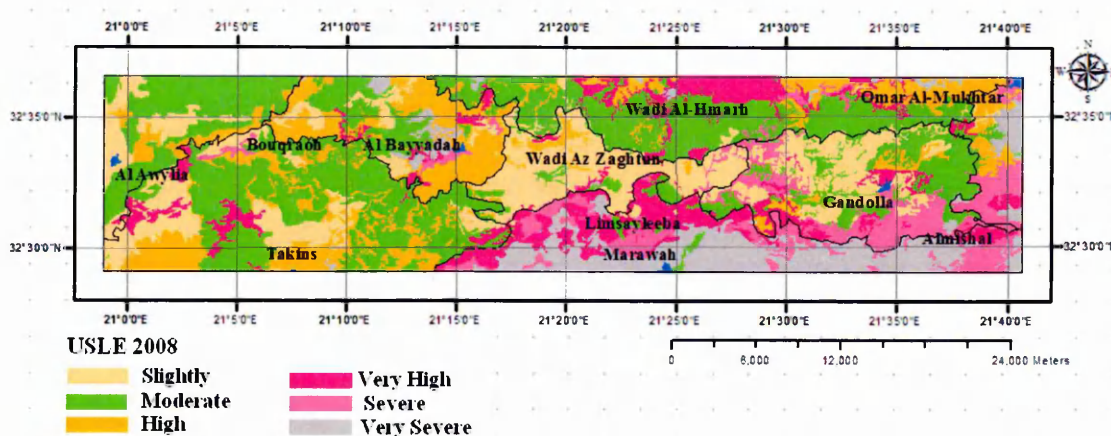 21°0'0"E 21°5'0"E 21°10'0"E 21°15'0"E 21°20'0"E 21°25'0"E 21°30'0"E 21°35'0"E 21°40'0"E
N
W E
S
Omar Al-Mukhtar
Wadi Al-Hmarh
32°35'0"N 32°35'0"N
Bouqraoh Al Bayyadah
Wadi Az Zaghtun
Al Awylia
Gandolla
Limsayleeba
Almishal
32°30'0"N 32°30'0"N
Takins Marawah
21°0'0"E 21°5'0"E 21°10'0"E 21°15'0"E 21°20'0"E 21°25'0"E 21°30'0"E 21°35'0"E 21°40'0"E
USLE 2008
0 6,000 12,000 24,000 Meters
Slightly Very High
Moderate Severe
High Very Severe